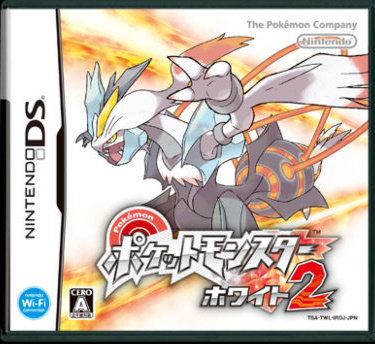 The Pokémon Company
Nintendo
NINTENDO DS
Pokémon
ポケットモンスター
TM
ホワイト2
Nintendo
Wi-Fi
CONNECTION
CERO
A
TSA-TWL-IRDJ-JPN